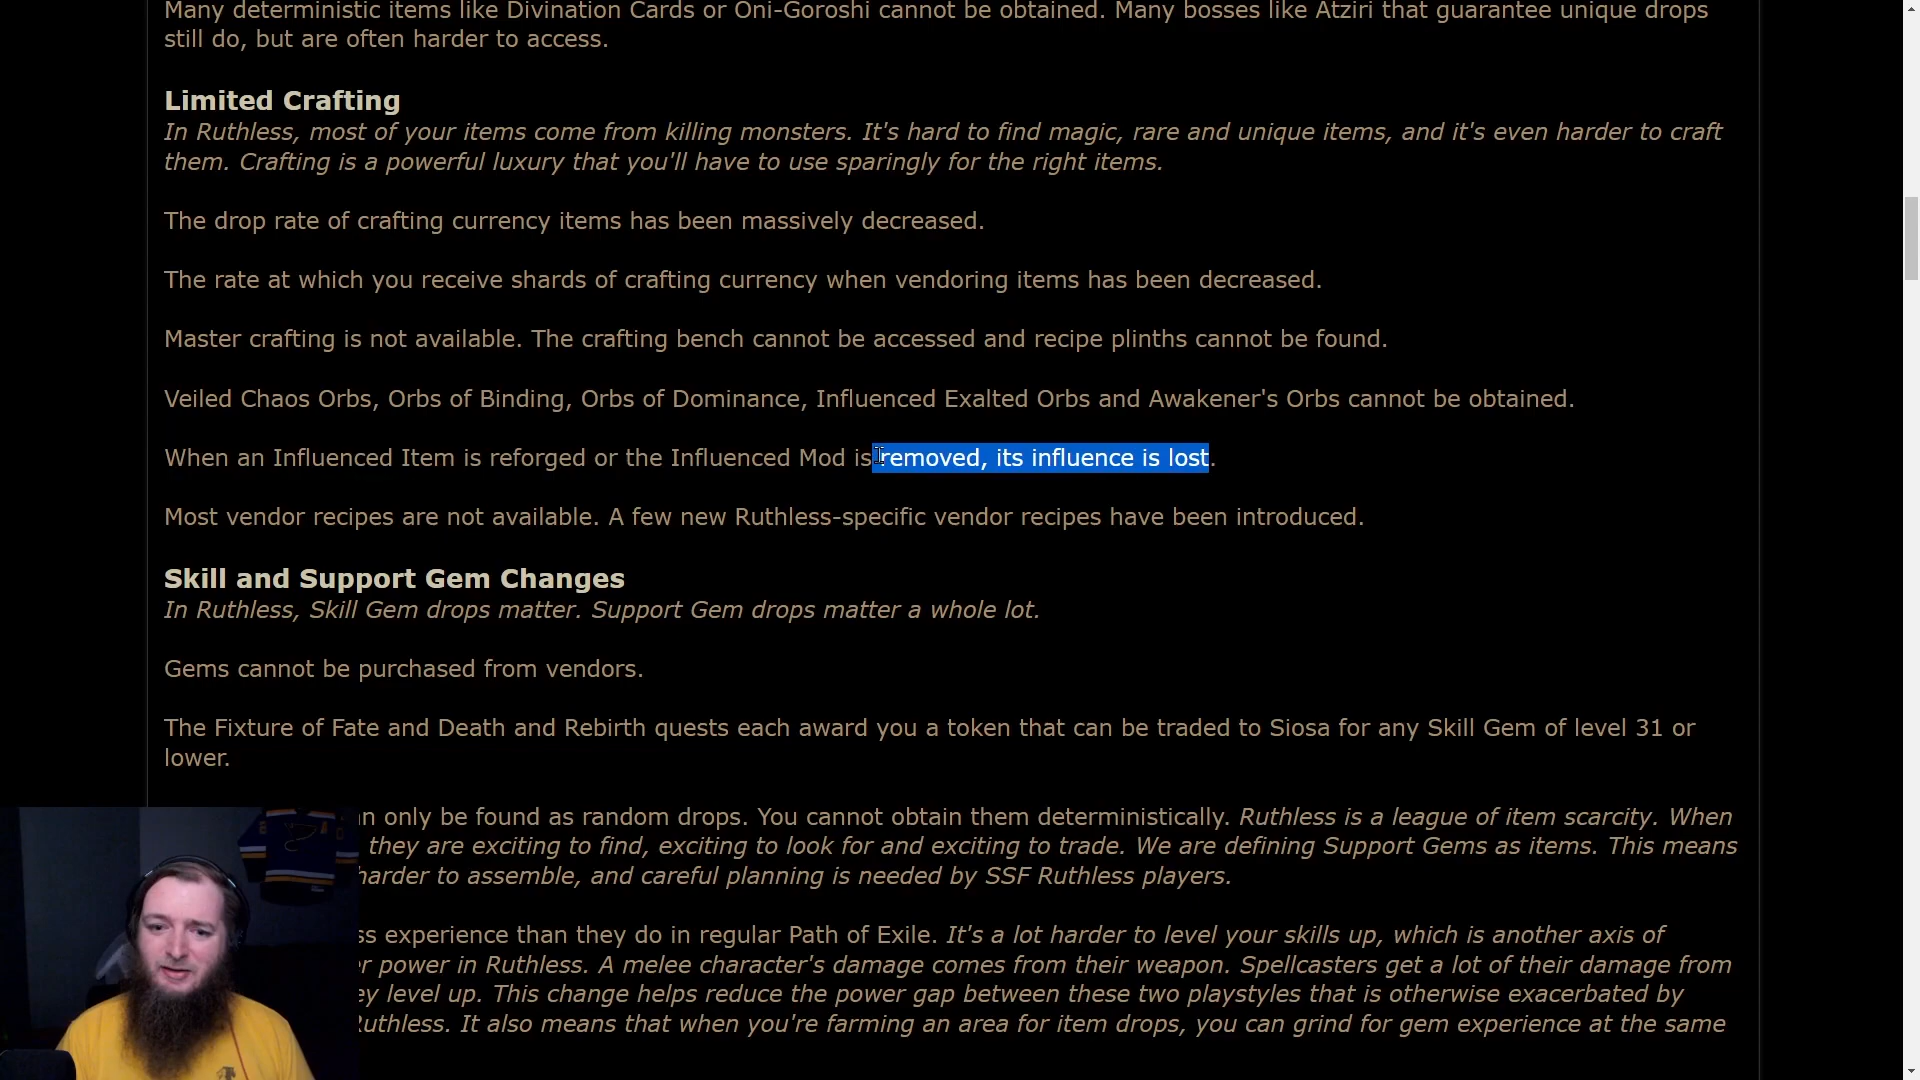 Many deterministic items like Divination Cards or Oni-Goroshi cannot be obtained. Many bosses like Atziri that guarantee unique drops
still do, but are often harder to access.
Limited Crafting
In Ruthless, most of your items come from killing monsters. It's hard to find magic, rare and unique items, and it's even harder to craft
them. Crafting is a powerful luxury that you'll have to use sparingly for the right items.
The drop rate of crafting currency items has been massively decreased.
The rate at which you receive shards of crafting currency when vendoring items has been decreased.
Master crafting is not available. The crafting bench cannot be accessed and recipe plinths cannot be found.
Veiled Chaos Orbs, Orbs of Binding, Orbs of Dominance, Influenced Exalted Orbs and Awakener's Orbs cannot be obtained.
When an Influenced Item is reforged or the Influenced Mod is removed, its influence is lost.
Most vendor recipes are not available. A few new Ruthless-specific vendor recipes have been introduced.
Skill and Support Gem Changes
In Ruthless, Skill Gem drops matter. Support Gem drops matter a whole lot.
Gems cannot be purchased from vendors.
The Fixture of Fate and Death and Rebirth quests each award you a token that can be traded to Siosa for any Skill Gem of level 31 or
lower.
only be found as random drops. You cannot obtain them deterministically. Ruthless is a league of item scarcity. When
they are exciting to find, exciting to look for and exciting to trade. We are defining Support Gems as items. This means
harder to assemble, and careful planning is needed by SSF Ruthless players.
experience than they do in regular Path of Exile. It's a lot harder to level your skills up, which is another axis of
power in Ruthless. A melee character's damage comes from their weapon. Spellcasters get a lot of their damage from
level up. This change helps reduce the power gap between these two playstyles that is otherwise exacerbated by
Ruthless. It also means that when you're farming an area for item drops, you can grind for gem experience at the same